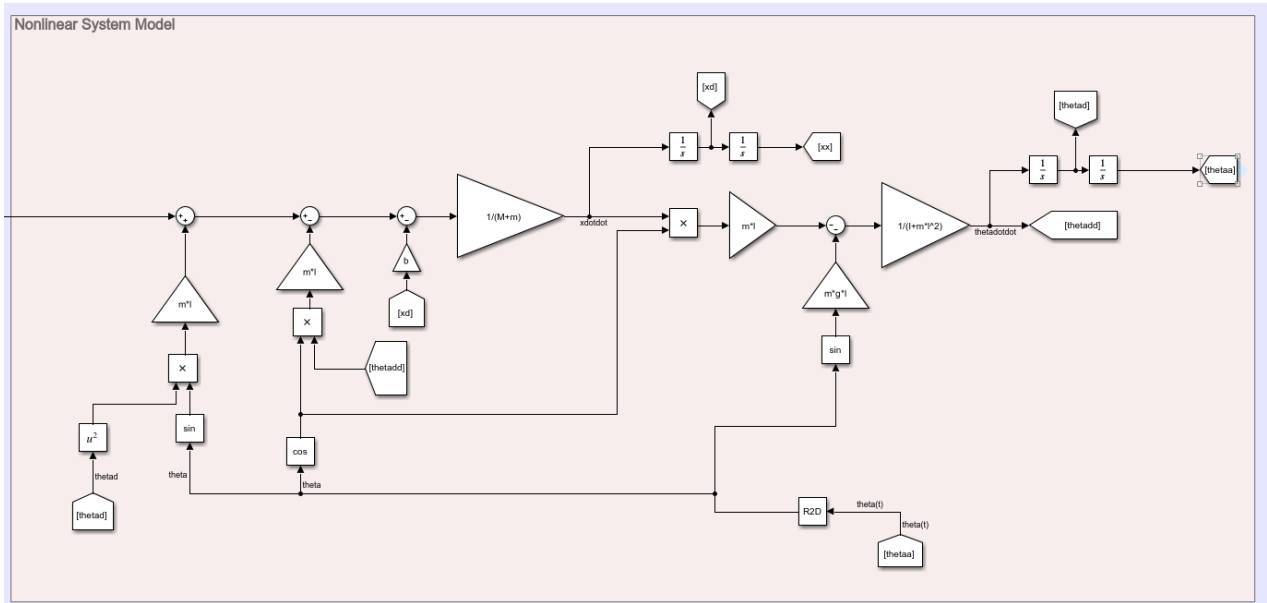 Nonlinear System Model
[xd]
[thetad]
1
s
1
s
[xx]
1
s
1
s
[thetaa]
+
+
+
-
+
-
1/(M+m)
xdotdot
×
m*l
-
-
1/(I+m*l^2)
thetadotdot
[thetadd]
m*l
m*l
b
m*g*l
[xd]
×
sin
×
[thetadd]
u²
sin
cos
thetad
theta
theta
[thetad]
R2D
theta(t)
theta(t)
[thetaa]